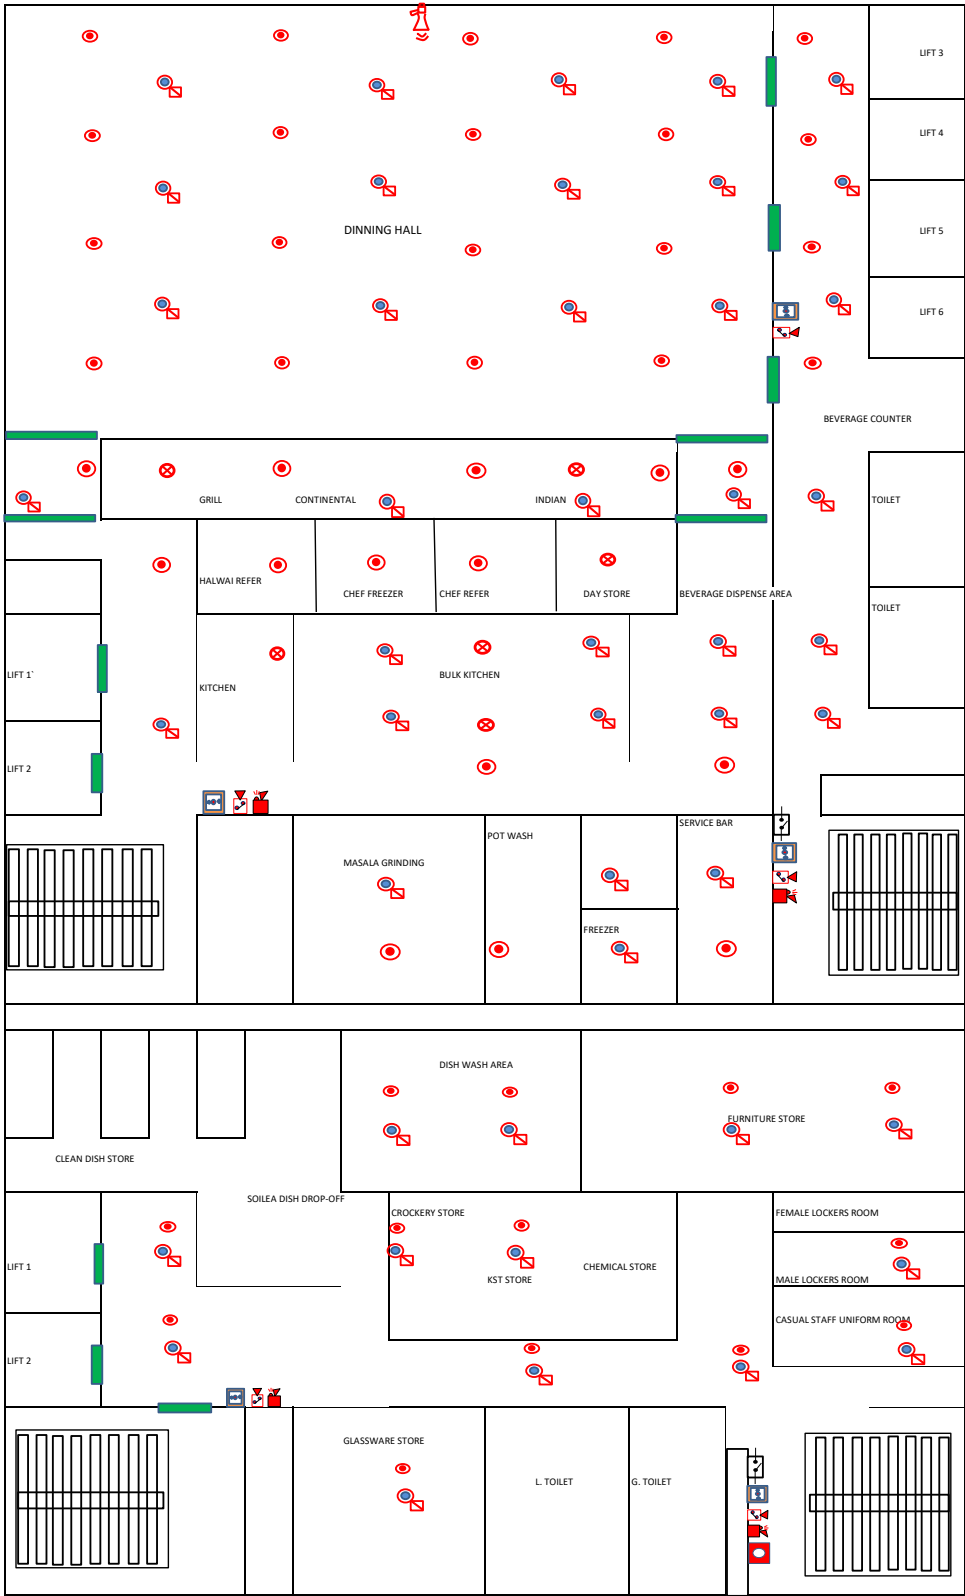 LIFT 3
LIFT 4
DINNING HALL
LIFT 5
LIFT 6
BEVERAGE COUNTER
GRILL
CONTINENTAL
INDIAN
TOILET
HALWAI REFER
CHEF FREEZER
CHEF REFER
DAY STORE
BEVERAGE DISPENSE AREA
TOILET
LIFT 1`
KITCHEN
BULK KITCHEN
LIFT 2
MASALA GRINDING
POT WASH
SERVICE BAR
FREEZER
DISH WASH AREA
FURNITURE STORE
CLEAN DISH STORE
SOILEA DISH DROP-OFF
CROCKERY STORE
FEMALE LOCKERS ROOM
LIFT 1
KST STORE
CHEMICAL STORE
MALE LOCKERS ROOM
CASUAL STAFF UNIFORM ROOM
LIFT 2
GLASSWARE STORE
L. TOILET
G. TOILET